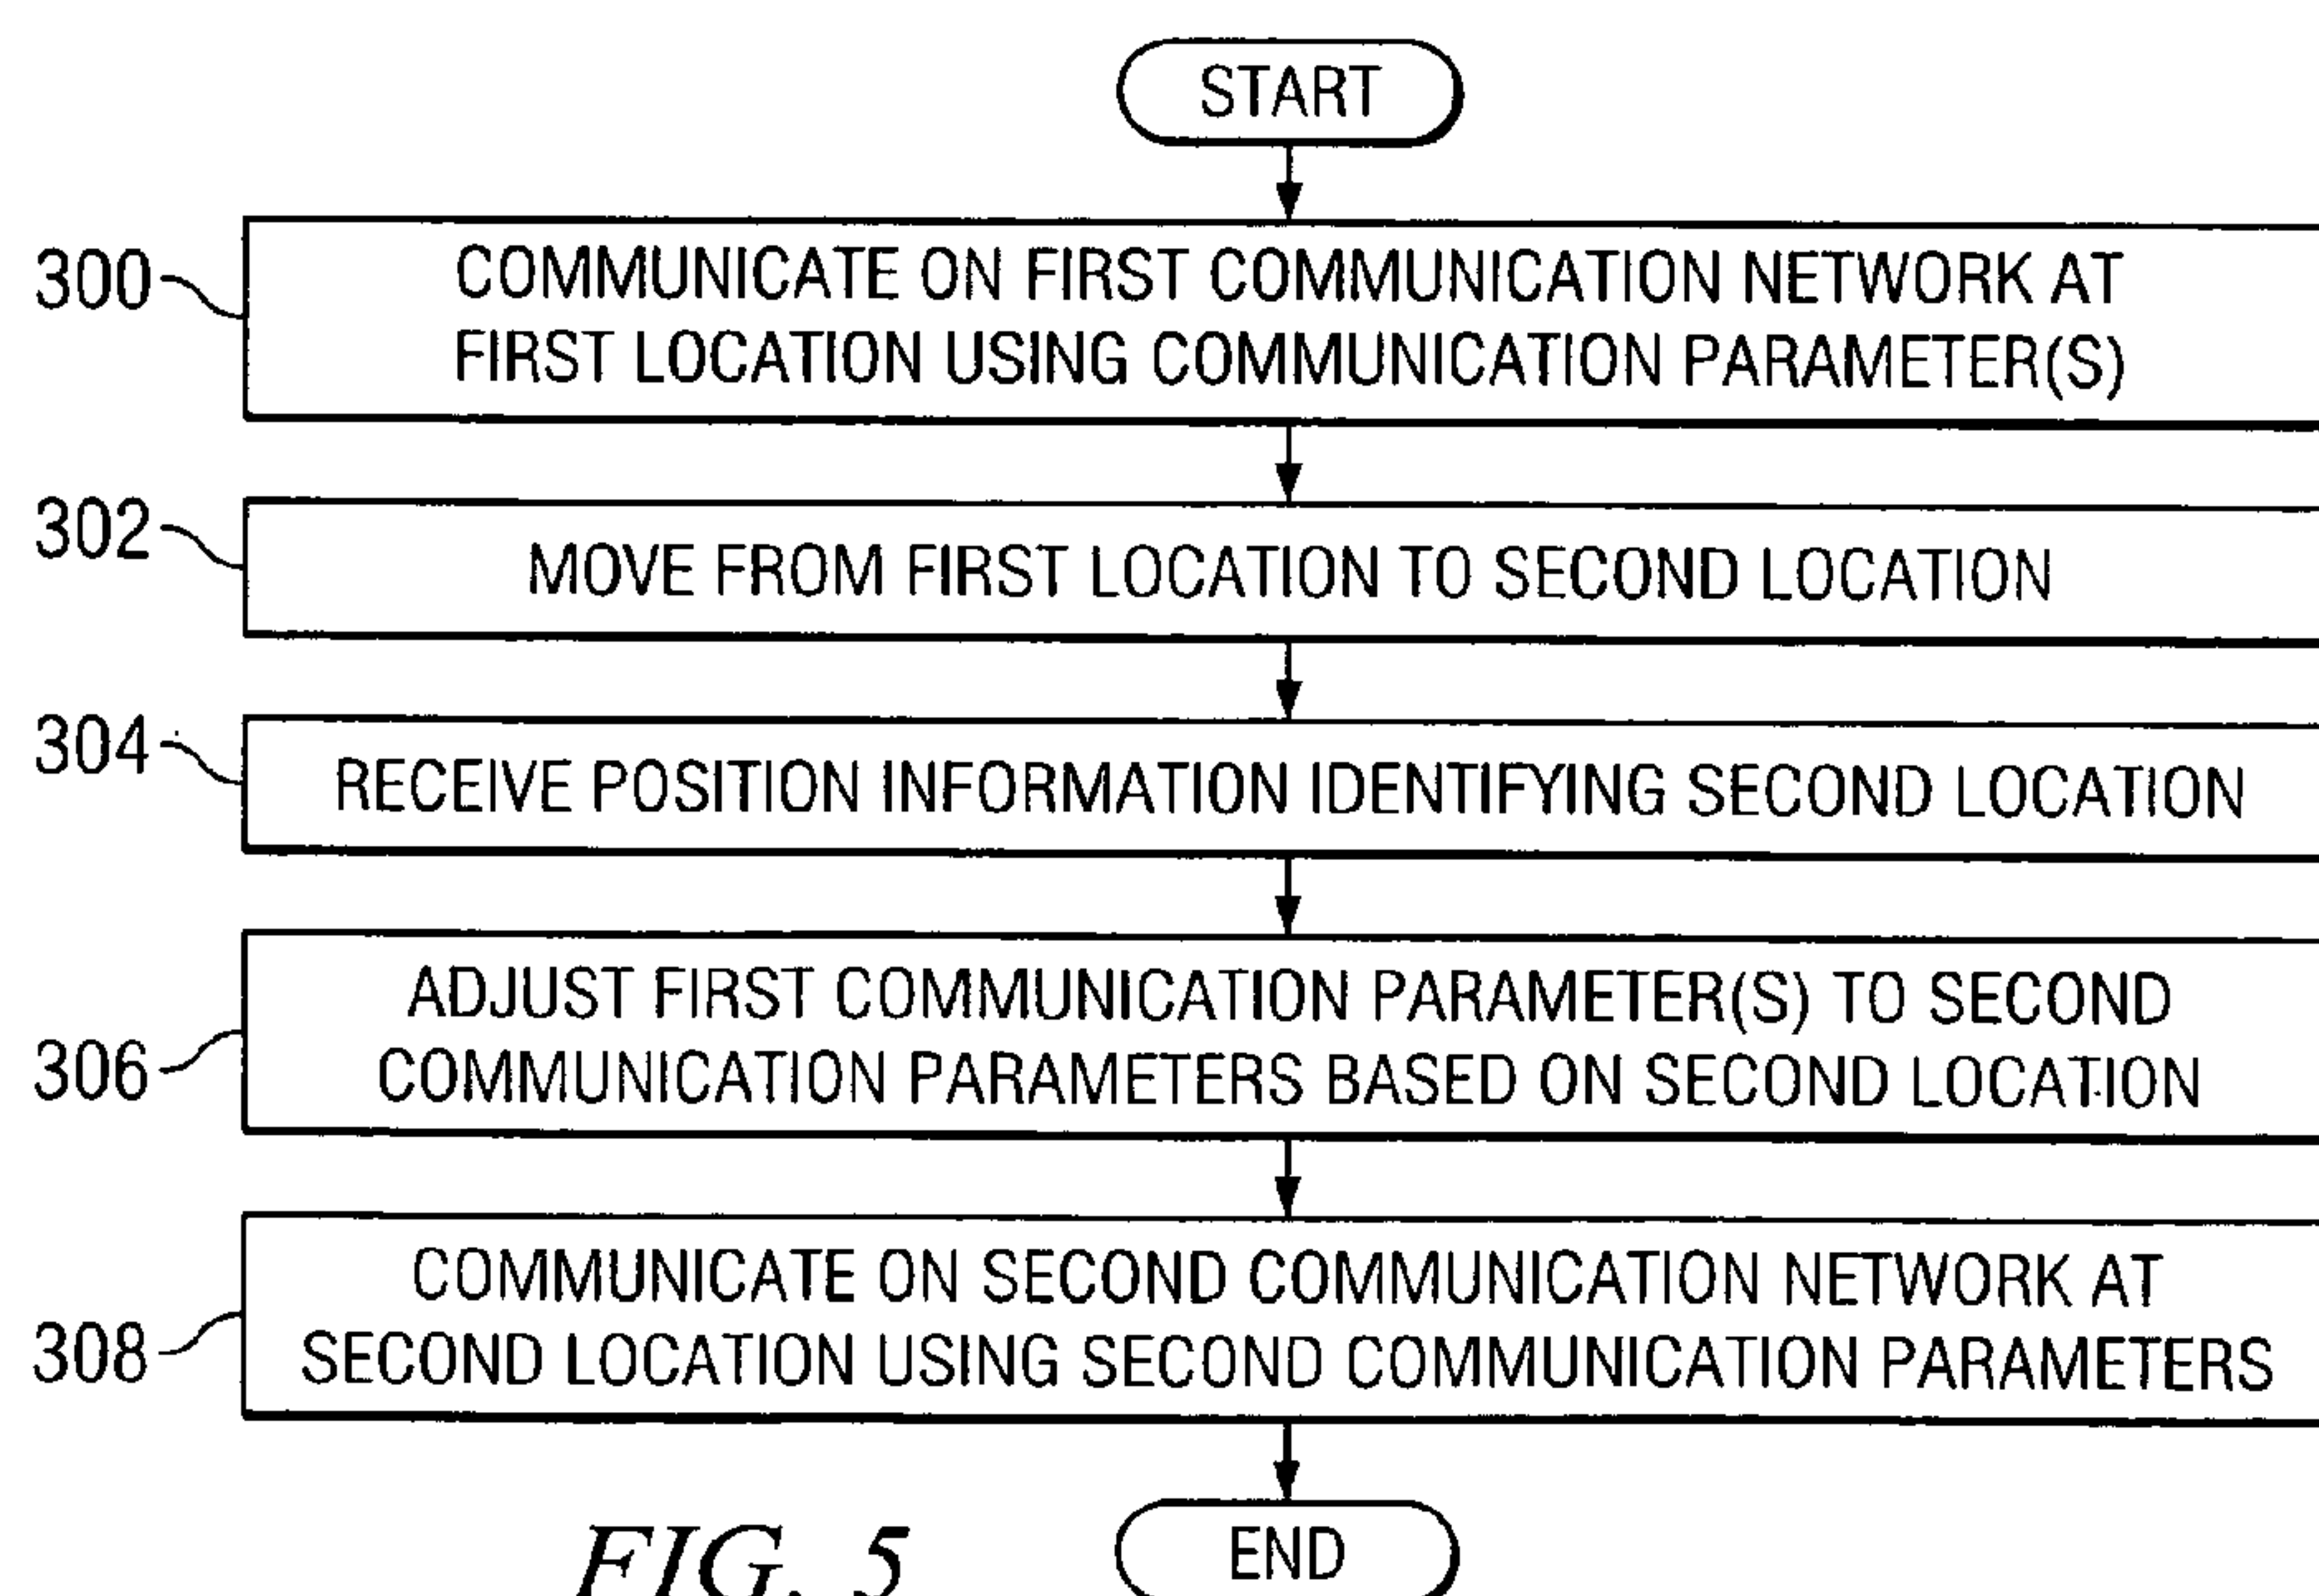 START
300
COMMUNICATE ON FIRST COMMUNICATION NETWORK AT
FIRST LOCATION USING COMMUNICATION PARAMETER(S)
302
MOVE FROM FIRST LOCATION TO SECOND LOCATION
304
RECEIVE POSITION INFORMATION IDENTIFYING SECOND LOCATION
306
ADJUST FIRST COMMUNICATION PARAMETER(S) TO SECOND
COMMUNICATION PARAMETERS BASED ON SECOND LOCATION
308
COMMUNICATE ON SECOND COMMUNICATION NETWORK AT
SECOND LOCATION USING SECOND COMMUNICATION PARAMETERS
END
FIG. 5